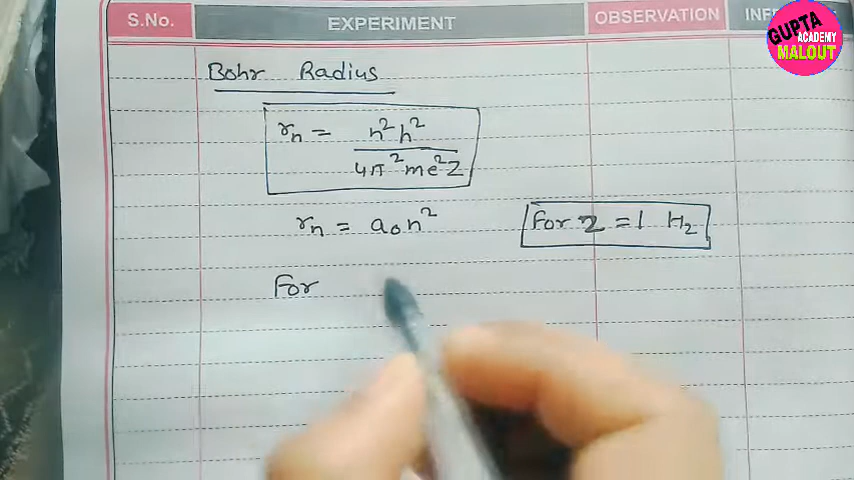 S.No. EXPERIMENT OBSERVATION
GUPTA
ACADEMY
MALOUT
Bohr Radius
rₙ = n²h² / 4π²me²Z
rₙ = a₀n² For Z = 1 H₂
For